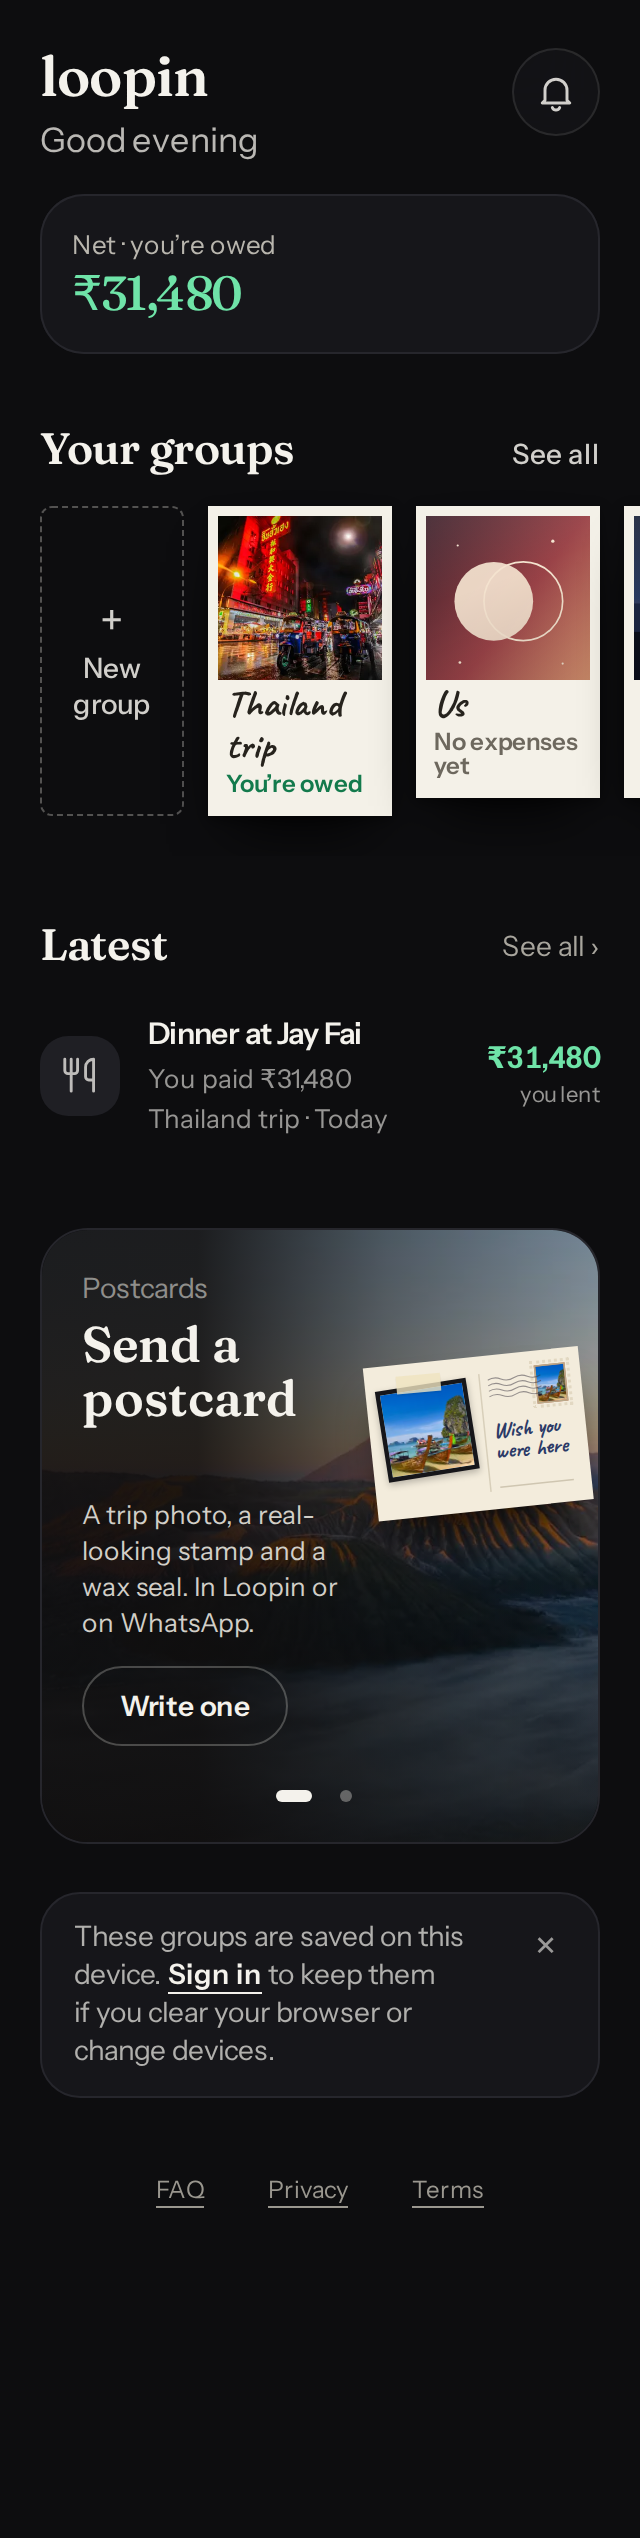 loopin
Good evening
Net · you’re owed
₹31,480
Your groups
See all
+
New
group
Thailand
trip
You’re owed
Us
No expenses
yet
Latest
See all ›
Dinner at Jay Fai
You paid ₹31,480
Thailand trip · Today
₹31,480
you lent
Postcards
Send a
postcard
Wish you
were here
A trip photo, a real-
looking stamp and a
wax seal. In Loopin or
on WhatsApp.
Write one
These groups are saved on this
device. Sign in to keep them
if you clear your browser or
change devices.
×
FAQ
Privacy
Terms